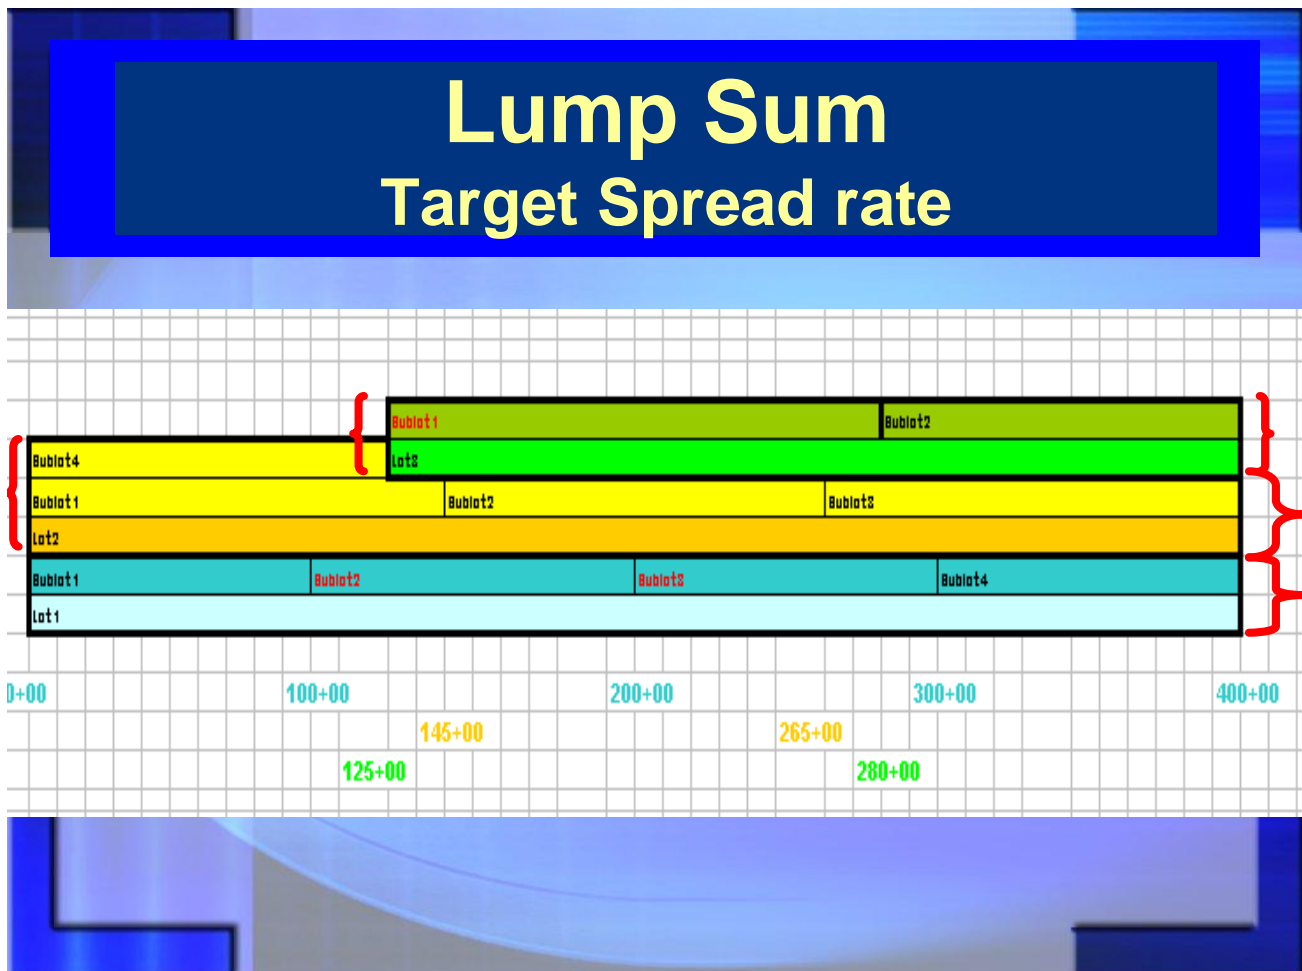 Lump Sum
Target Spread rate
Sublot1
Sublot2
Sublot4
Lot3
Sublot1
Sublot2
Sublot3
Lot2
Sublot1
Sublot2
Sublot3
Sublot4
Lot1
0+00
100+00
200+00
300+00
400+00
145+00
265+00
125+00
280+00